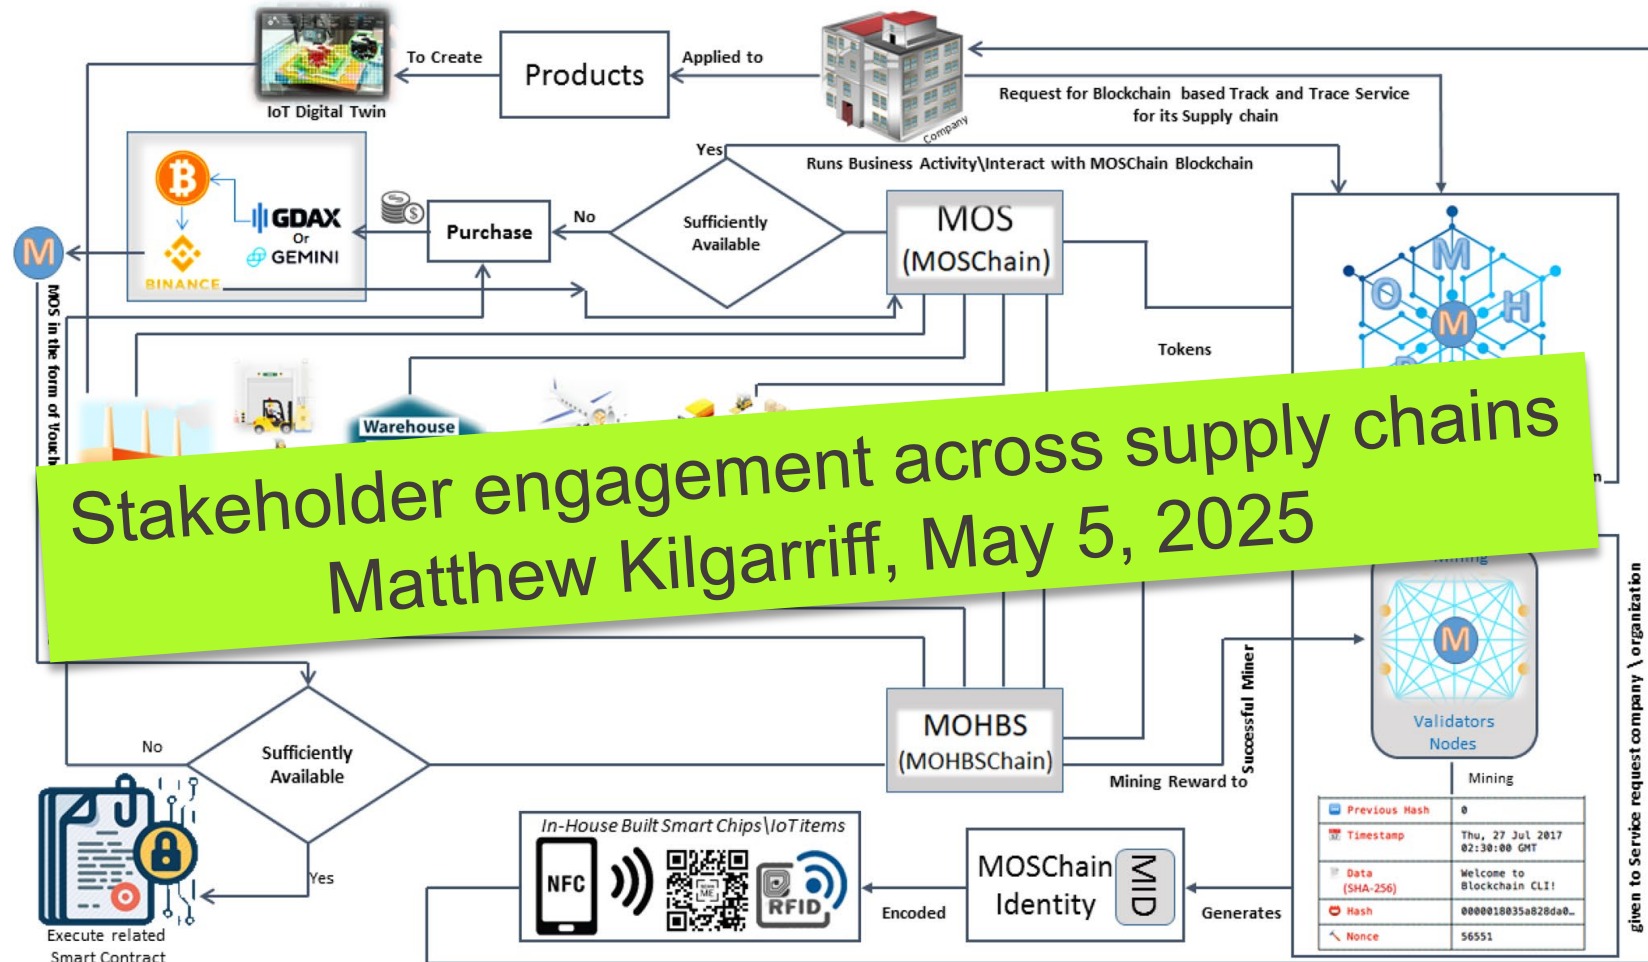 To Create
Products
Applied to
IoT Digital Twin
Company
Request for Blockchain based Track and Trace Service
for its Supply chain
Yes
Runs Business Activity\Interact with MOSChain Blockchain
GDAX
Or
GEMINI
BINANCE
Purchase
No
Sufficiently
Available
MOS
(MOSChain)
M
M
O
H
M
MOS in the form of Vouch
Tokens
Warehouse
Stakeholder engagement across supply chains
Matthew Kilgarriff, May 5, 2025
Mining
M
Validators
Nodes
Mining
given to Service request company \ organization
No
Sufficiently
Available
MOHBS
(MOHBSChain)
Mining Reward to
Successful Miner
Previous Hash 0
Timestamp Thu, 27 Jul 2017
02:30:00 GMT
Data Welcome to
(SHA-256) Blockchain CLI!
Hash 0000018035a828da0…
Nonce 56551
Yes
Execute related
Smart Contract
In-House Built Smart Chips\IoT items
NFC
ME
RFID
Encoded
MOSChain
Identity
MID
Generates